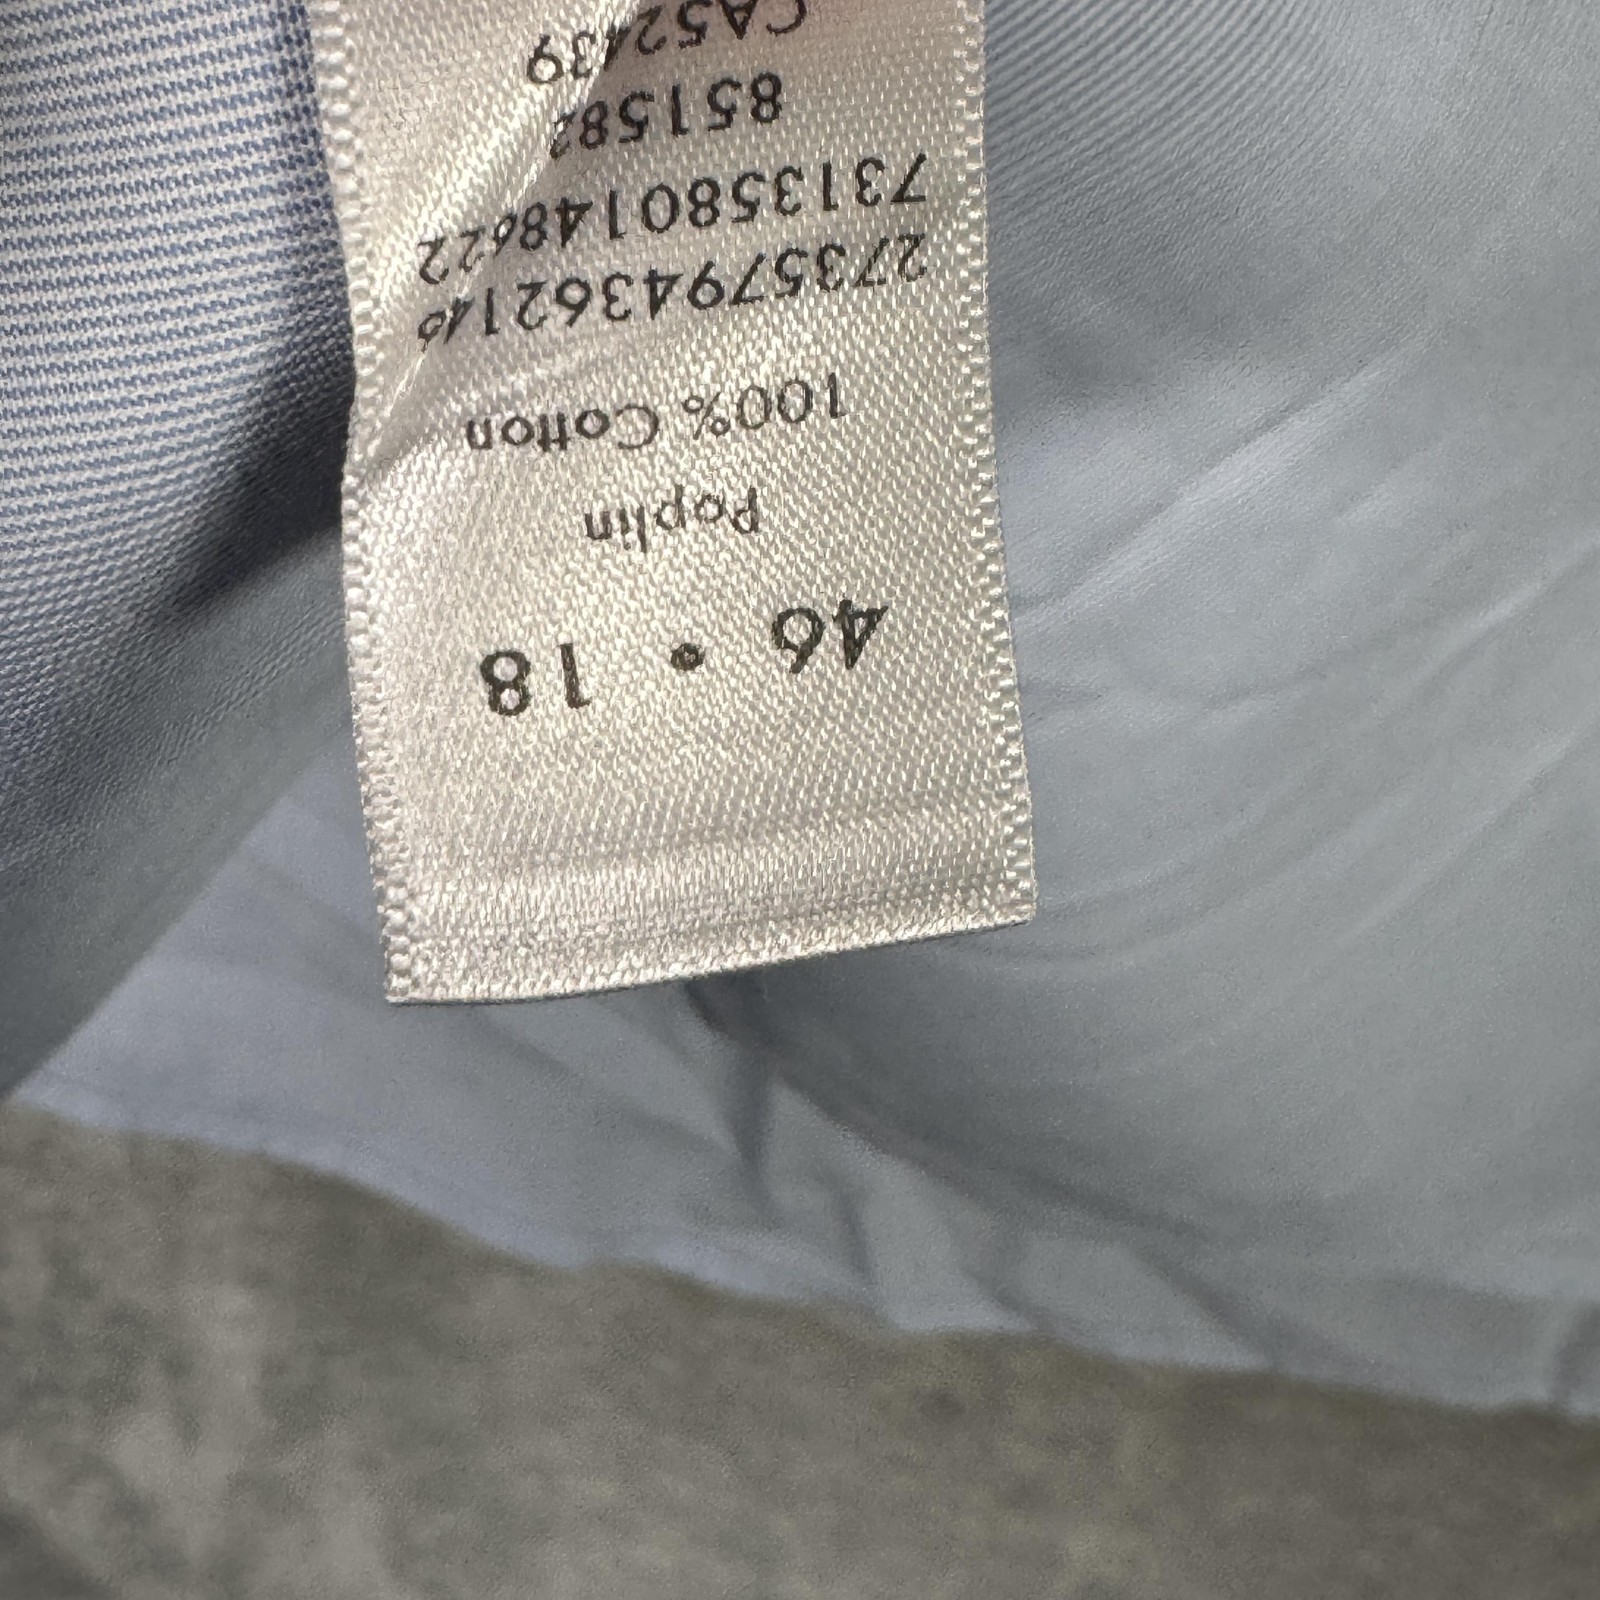 46 • 18
Poplin
100% Cotton
2735794362146
7313580148622
851582
CA52439